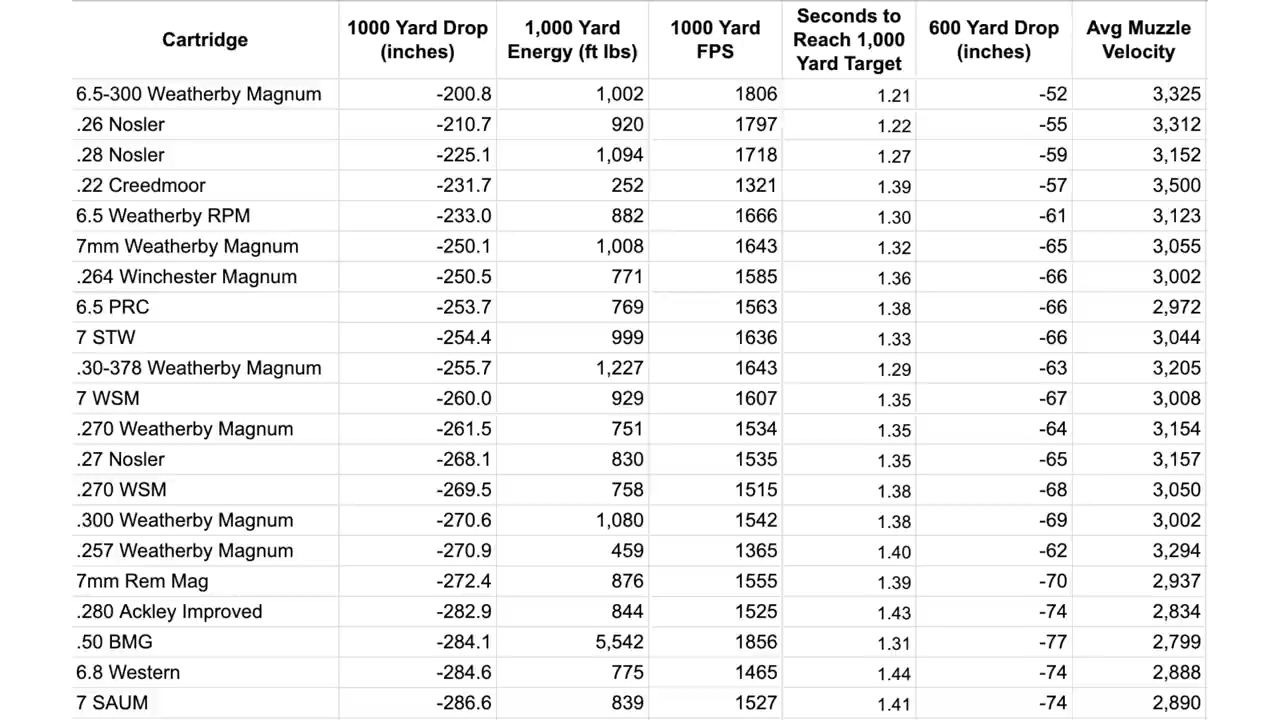 Cartridge 1000 Yard Drop (inches) 1,000 Yard Energy (ft lbs) 1000 Yard FPS Seconds to Reach 1,000 Yard Target 600 Yard Drop (inches) Avg Muzzle Velocity
6.5-300 Weatherby Magnum -200.8 1,002 1806 1.21 -52 3,325
.26 Nosler -210.7 920 1797 1.22 -55 3,312
.28 Nosler -225.1 1,094 1718 1.27 -59 3,152
.22 Creedmoor -231.7 252 1321 1.39 -57 3,500
6.5 Weatherby RPM -233.0 882 1666 1.30 -61 3,123
7mm Weatherby Magnum -250.1 1,008 1643 1.32 -65 3,055
.264 Winchester Magnum -250.5 771 1585 1.36 -66 3,002
6.5 PRC -253.7 769 1563 1.38 -66 2,972
7 STW -254.4 999 1636 1.33 -66 3,044
.30-378 Weatherby Magnum -255.7 1,227 1643 1.29 -63 3,205
7 WSM -260.0 929 1607 1.35 -67 3,008
.270 Weatherby Magnum -261.5 751 1534 1.35 -64 3,154
.27 Nosler -268.1 830 1535 1.35 -65 3,157
.270 WSM -269.5 758 1515 1.38 -68 3,050
.300 Weatherby Magnum -270.6 1,080 1542 1.38 -69 3,002
.257 Weatherby Magnum -270.9 459 1365 1.40 -62 3,294
7mm Rem Mag -272.4 876 1555 1.39 -70 2,937
.280 Ackley Improved -282.9 844 1525 1.43 -74 2,834
.50 BMG -284.1 5,542 1856 1.31 -77 2,799
6.8 Western -284.6 775 1465 1.44 -74 2,888
7 SAUM -286.6 839 1527 1.41 -74 2,890